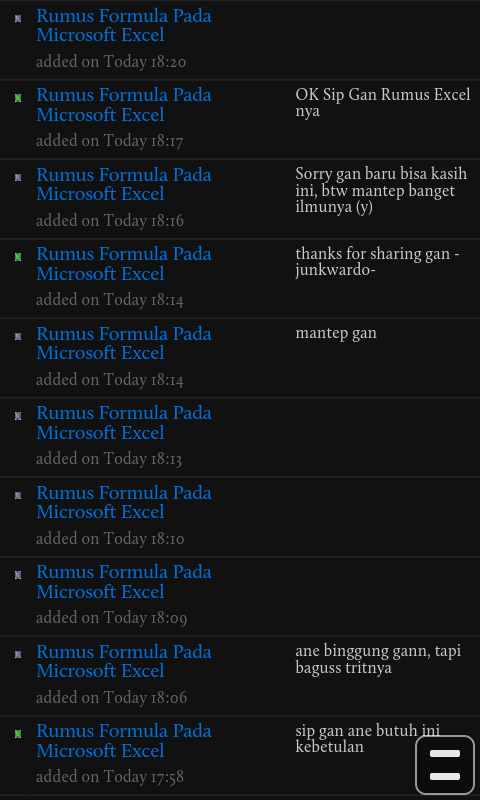 Rumus Formula Pada
Microsoft Excel
added on Today 18:20
Rumus Formula Pada
Microsoft Excel
added on Today 18:17
OK Sip Gan Rumus Excel
nya
Rumus Formula Pada
Microsoft Excel
added on Today 18:16
Sorry gan baru bisa kasih
ini, btw mantep banget
ilmunya (y)
Rumus Formula Pada
Microsoft Excel
added on Today 18:14
thanks for sharing gan -
junkwardo-
Rumus Formula Pada
Microsoft Excel
added on Today 18:14
mantep gan
Rumus Formula Pada
Microsoft Excel
added on Today 18:13
Rumus Formula Pada
Microsoft Excel
added on Today 18:10
Rumus Formula Pada
Microsoft Excel
added on Today 18:09
Rumus Formula Pada
Microsoft Excel
added on Today 18:06
ane binggung gann, tapi
baguss tritnya
Rumus Formula Pada
Microsoft Excel
added on Today 17:58
sip gan ane butuh ini
kebetulan